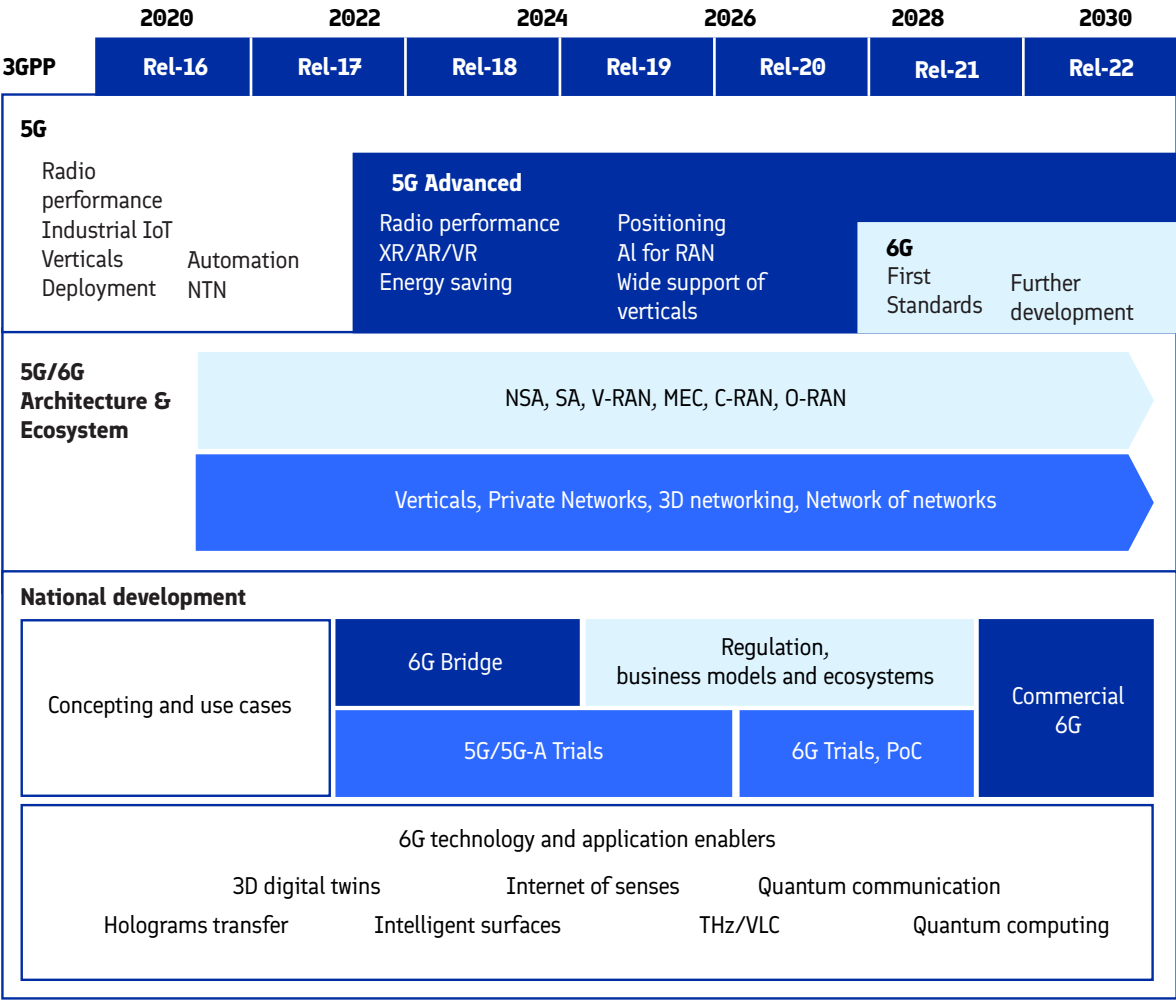 2020 2022 2024 2026 2028 2030
3GPP Rel-16 Rel-17 Rel-18 Rel-19 Rel-20 Rel-21 Rel-22
5G
Radio
performance
Industrial IoT
Verticals
Deployment
Automation
NTN
5G Advanced
Radio performance
XR/AR/VR
Energy saving
Positioning
Al for RAN
Wide support of
verticals
6G
First
Standards
Further
development
5G/6G
Architecture &
Ecosystem
NSA, SA, V-RAN, MEC, C-RAN, O-RAN
Verticals, Private Networks, 3D networking, Network of networks
National development
Concepting and use cases
6G Bridge
Regulation,
business models and ecosystems
5G/5G-A Trials
6G Trials, PoC
Commercial
6G
6G technology and application enablers
3D digital twins Internet of senses Quantum communication
Holograms transfer Intelligent surfaces THz/VLC Quantum computing